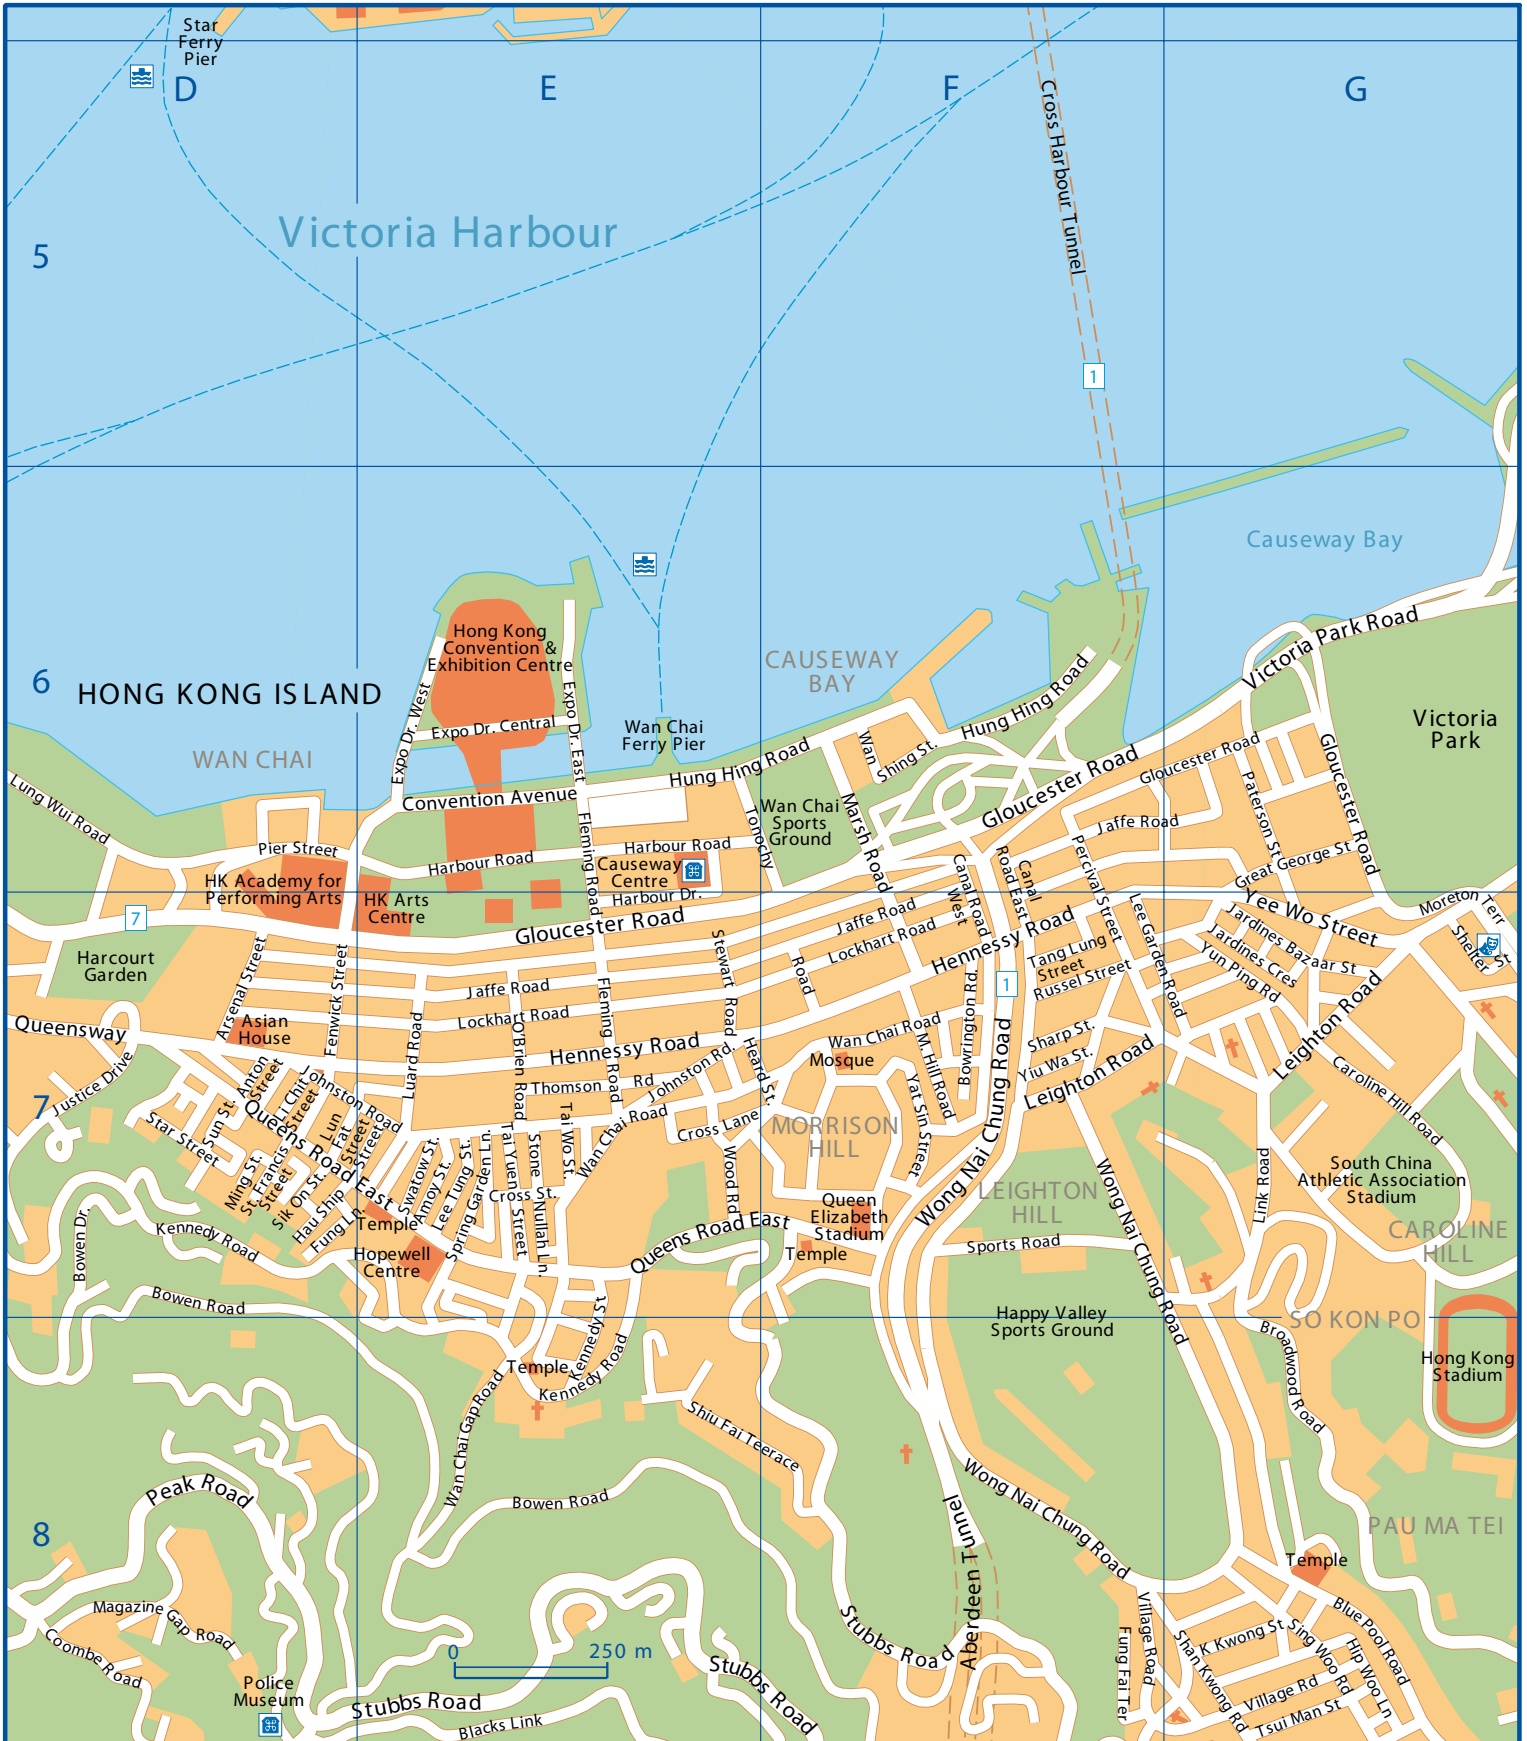 Star
Ferry
Pier
D
E
F
G
Cross Harbour Tunnel
Victoria Harbour
5
1
Causeway Bay
Hong Kong
Convention &
Exhibition Centre
CAUSEWAY
BAY
6
HONG KONG ISLAND
Victoria Park Road
Hung Hing Road
Expo Dr. West
Expo Dr. Central
Expo Dr. East
Wan Chai
Ferry Pier
Victoria
Park
WAN CHAI
Wan
Shing St.
Hung Hing Road
Gloucester Road
Gloucester Road
Gloucester Road
Paterson St
Lung Wui Road
Convention Avenue
Wan Chai
Sports
Ground
Tonochy
Marsh Road
Jaffe Road
Pier Street
Harbour Road
Harbour Road
Fleming Road
Causeway
Centre
Harbour Dr.
Percival Street
Great George St
HK Academy for
Performing Arts
HK Arts
Centre
Canal Road
West
Canal
Road East
7
Gloucester Road
Jaffe Road
Lockhart Road
Hennessy Road
Yee Wo Street
Moreton Terr
Shelter St
Lee Garden Road
Jardines Bazaar St
Jardines Cres
Yun Ping Rd
Tang Lung
Street
Russel Street
Harcourt
Garden
Arsenal Street
Fenwick Street
Stewart Road
Road
1
Jaffe Road
Lockhart Road
Fleming Road
Bowrington Rd.
Leighton Road
Queensway
Asian
House
Luard Road
O'Brien Road
Hennessy Road
Wan Chai Road
Mosque
M. Hill Road
Sharp St.
Yiu Wa St.
Leighton Road
Caroline Hill Road
Justice Drive
7
Anton
Street
Li Chit
Street
Johnston Road
Thomson Rd
Johnston Rd.
Heard St.
Wong Nai Chung Road
Star Street
Sun St.
Queens Road East
Lun
Fat
Street
Wan Chai Road
Cross Lane
MORRISON
HILL
Yat Sin Street
Tai Wo St.
Tai Yuen Street
Stone Nullah Ln.
Ming St.
St. Francis
Street
Sik On St.
Hau Ship
Fung Ln.
Swatow St.
Amoy St.
Lee Tung St.
Spring Garden Ln.
Cross St.
Wood Rd
South China
Athletic Association
Stadium
Link Road
LEIGHTON
HILL
Wong Nai Chung Road
Bowen Dr.
Kennedy Road
Temple
Hopewell
Centre
Queens Road East
Queen
Elizabeth
Stadium
Temple
Sports Road
CAROLINE
HILL
Bowen Road
Kennedy St.
Happy Valley
Sports Ground
SO KON PO
Broadwood Road
Temple
Kennedy Road
Hong Kong
Stadium
Wan Chai Gap Road
Shiu Fai Teerace
Peak Road
Bowen Road
Wong Nai Chung Road
8
PAU MA TEI
Aberdeen Tunnel
Temple
Magazine Gap Road
Coombe Road
0 250 m
Stubbs Road
Village Road
Fung Fai Ter
Shan Kwong Rd
K Kwong St
Sing Woo Rd
Blue Pool Road
Hip Woo Ln
Village Rd
Tsui Man St
Police
Museum
Stubbs Road
Blacks Link
Stubbs Road